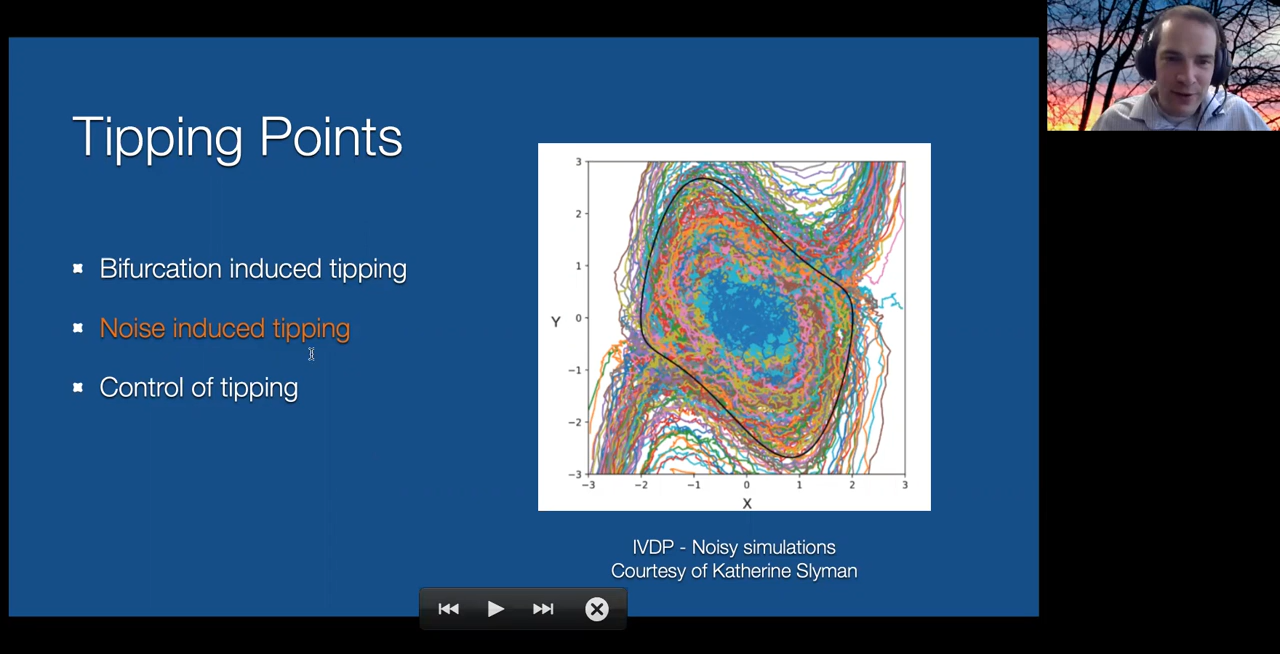 Tipping Points
Bifurcation induced tipping
Noise induced tipping
Control of tipping
3
2
1
0
−1
−2
−3
Y
−3 −2 −1 0 1 2 3
X
IVDP - Noisy simulations
Courtesy of Katherine Slyman